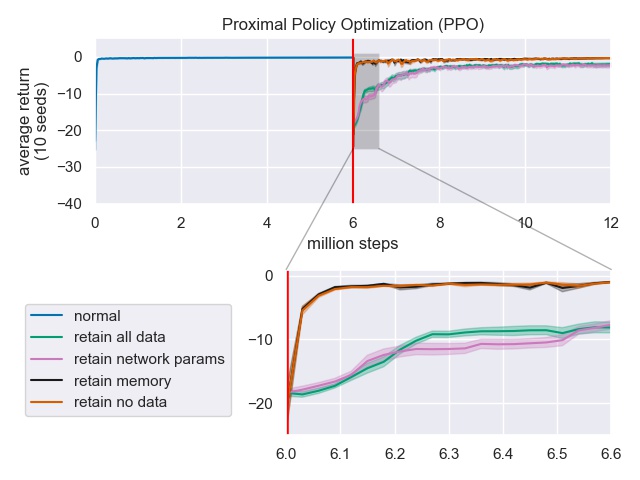 Proximal Policy Optimization (PPO)
average return
(10 seeds)
0
−10
−20
−30
−40
0 2 4 6 8 10 12
million steps
normal
retain all data
retain network params
retain memory
retain no data
0
−10
−20
6.0 6.1 6.2 6.3 6.4 6.5 6.6